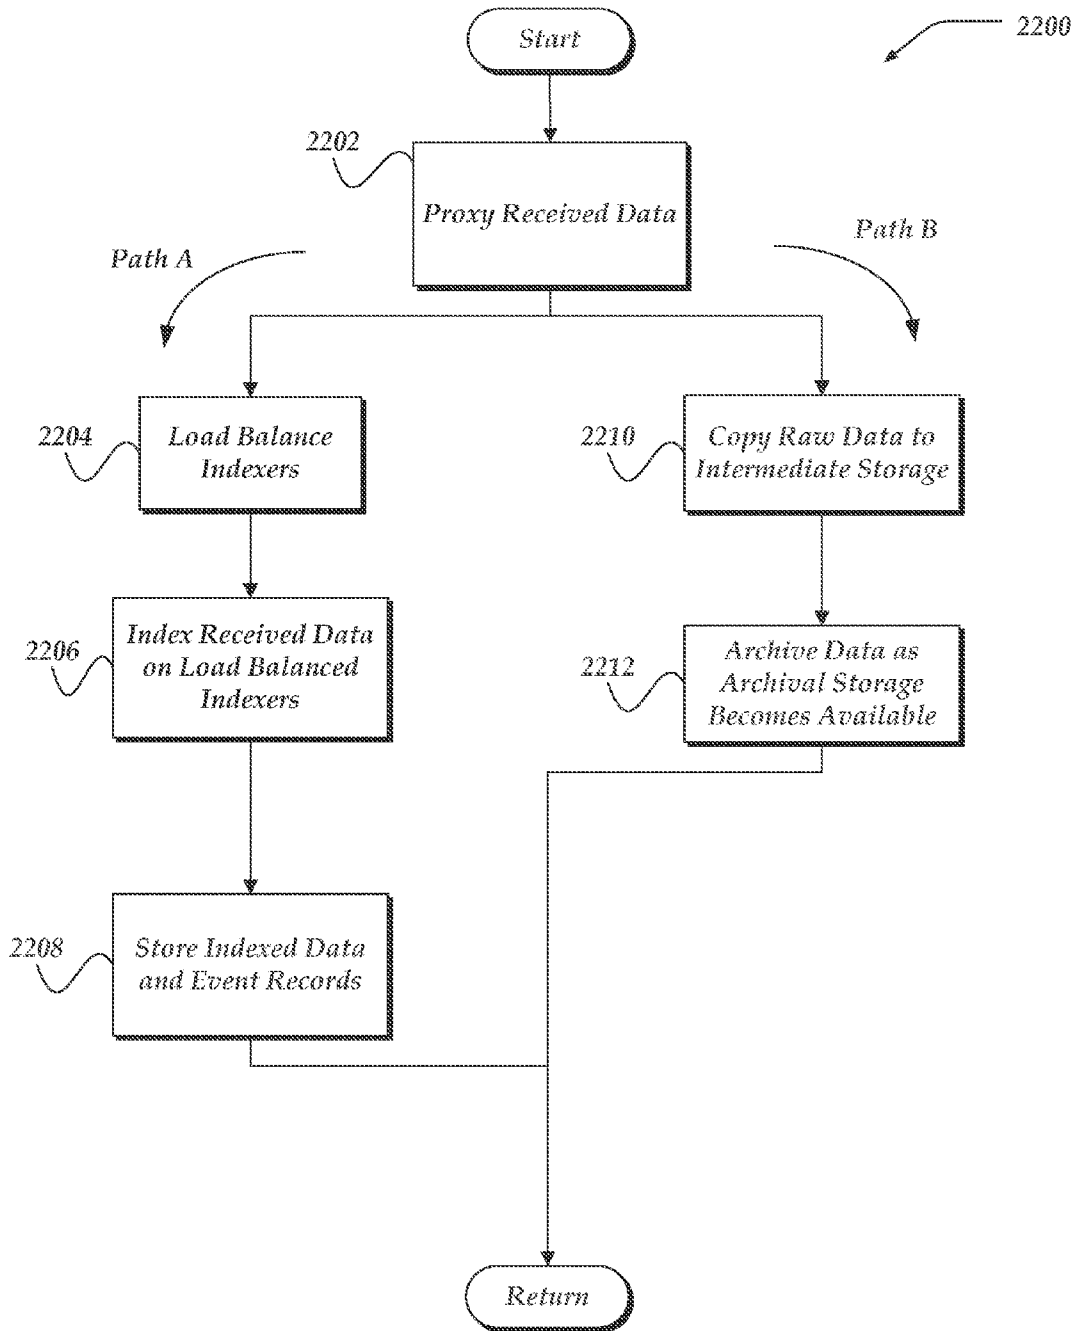 Start
2200
2202
Proxy Received Data
Path A
Path B
2204
Load Balance
Indexers
2210
Copy Raw Data to
Intermediate Storage
2206
Index Received Data
on Load Balanced
Indexers
2212
Archive Data as
Archival Storage
Becomes Available
2208
Store Indexed Data
and Event Records
Return